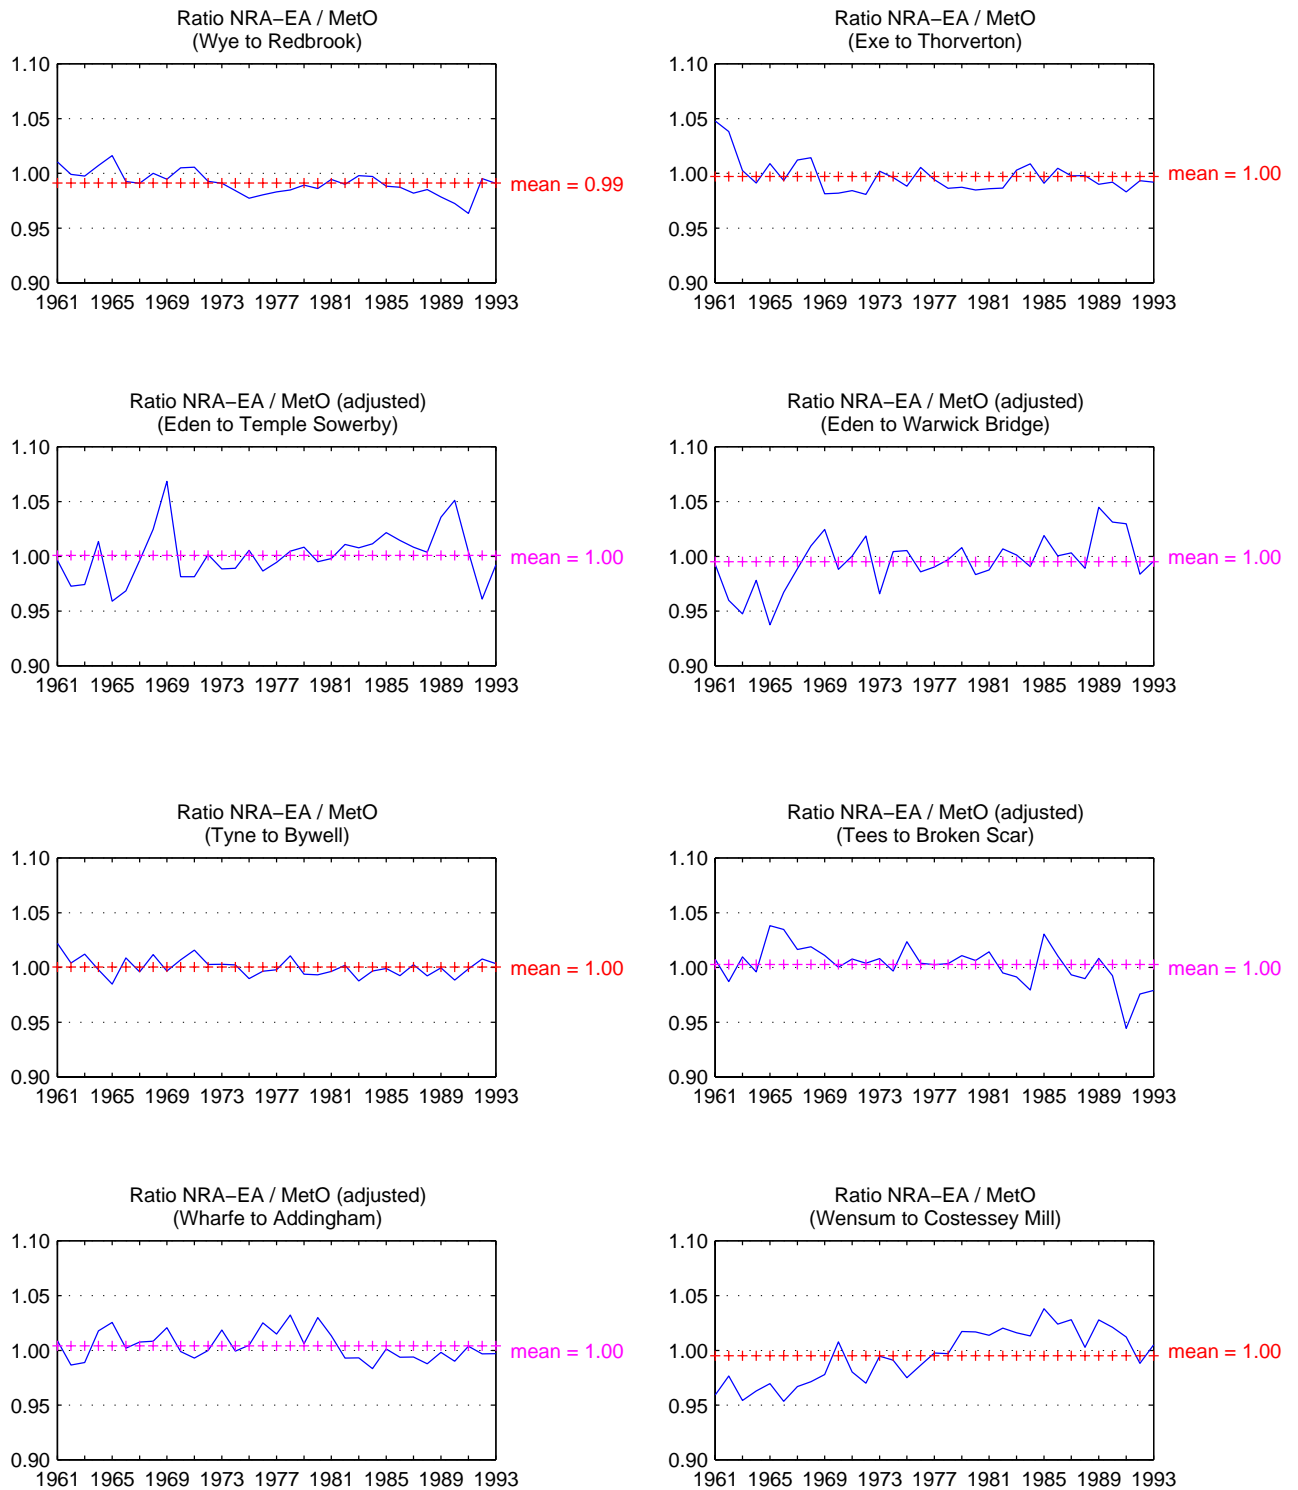 Ratio NRA−EA / MetO
(Wye to Redbrook)
1.10
1.05
1.00
0.95
0.90
1961 1965 1969 1973 1977 1981 1985 1989 1993
mean = 0.99
Ratio NRA−EA / MetO
(Exe to Thorverton)
1.10
1.05
1.00
0.95
0.90
1961 1965 1969 1973 1977 1981 1985 1989 1993
mean = 1.00
Ratio NRA−EA / MetO (adjusted)
(Eden to Temple Sowerby)
1.10
1.05
1.00
0.95
0.90
1961 1965 1969 1973 1977 1981 1985 1989 1993
mean = 1.00
Ratio NRA−EA / MetO (adjusted)
(Eden to Warwick Bridge)
1.10
1.05
1.00
0.95
0.90
1961 1965 1969 1973 1977 1981 1985 1989 1993
mean = 1.00
Ratio NRA−EA / MetO
(Tyne to Bywell)
1.10
1.05
1.00
0.95
0.90
1961 1965 1969 1973 1977 1981 1985 1989 1993
mean = 1.00
Ratio NRA−EA / MetO (adjusted)
(Tees to Broken Scar)
1.10
1.05
1.00
0.95
0.90
1961 1965 1969 1973 1977 1981 1985 1989 1993
mean = 1.00
Ratio NRA−EA / MetO (adjusted)
(Wharfe to Addingham)
1.10
1.05
1.00
0.95
0.90
1961 1965 1969 1973 1977 1981 1985 1989 1993
mean = 1.00
Ratio NRA−EA / MetO
(Wensum to Costessey Mill)
1.10
1.05
1.00
0.95
0.90
1961 1965 1969 1973 1977 1981 1985 1989 1993
mean = 1.00